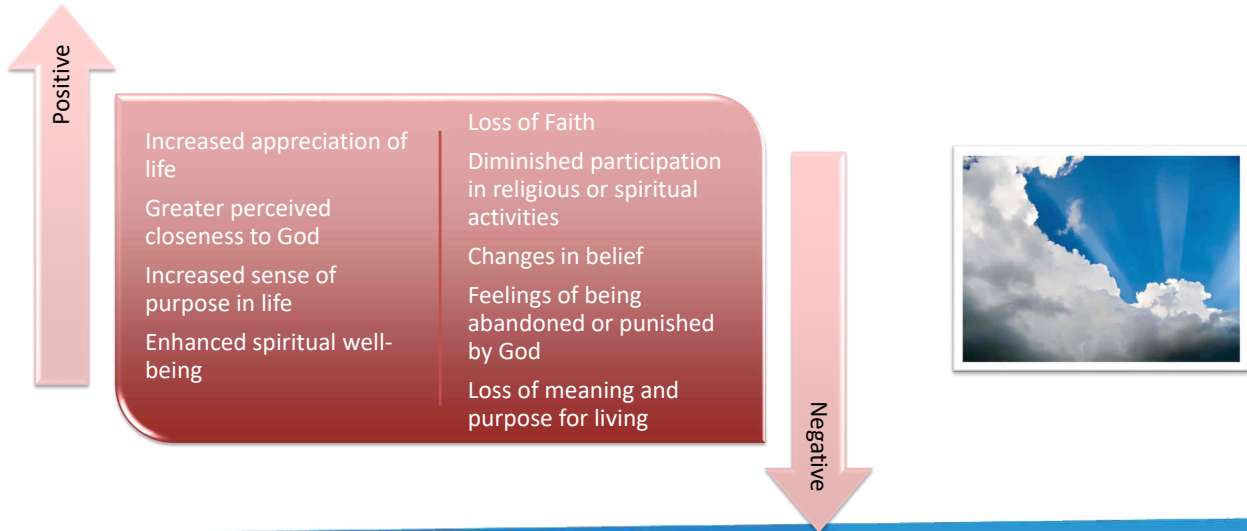 Positive
Increased appreciation of
life
Greater perceived
closeness to God
Increased sense of
purpose in life
Enhanced spiritual well-
being
Loss of Faith
Diminished participation
in religious or spiritual
activities
Changes in belief
Feelings of being
abandoned or punished
by God
Loss of meaning and
purpose for living
Negative